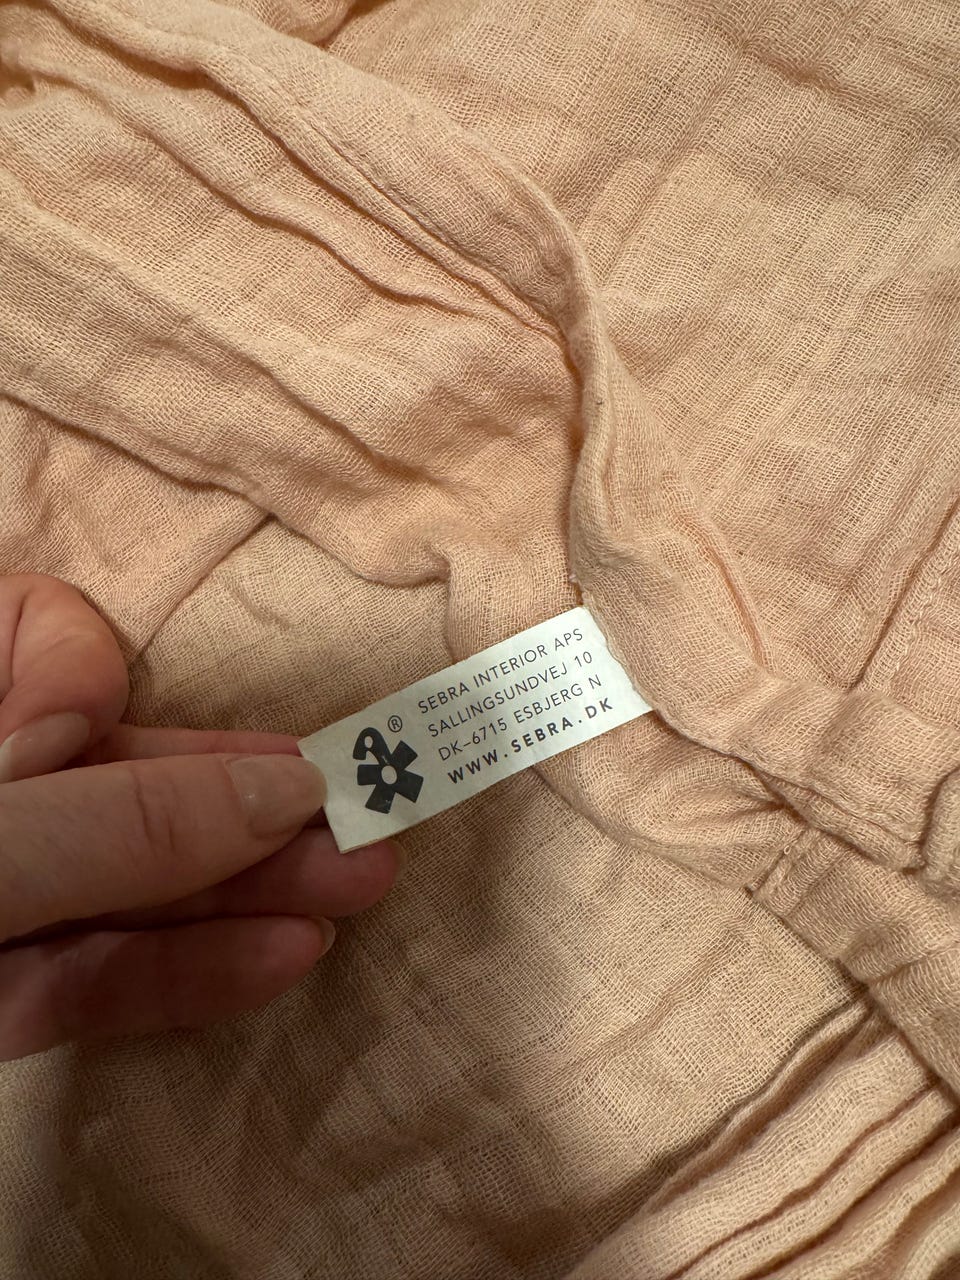 ®
SEBRA INTERIOR APS
SALLINGSUNDVEJ 10
DK–6715 ESBJERG N
WWW.SEBRA.DK